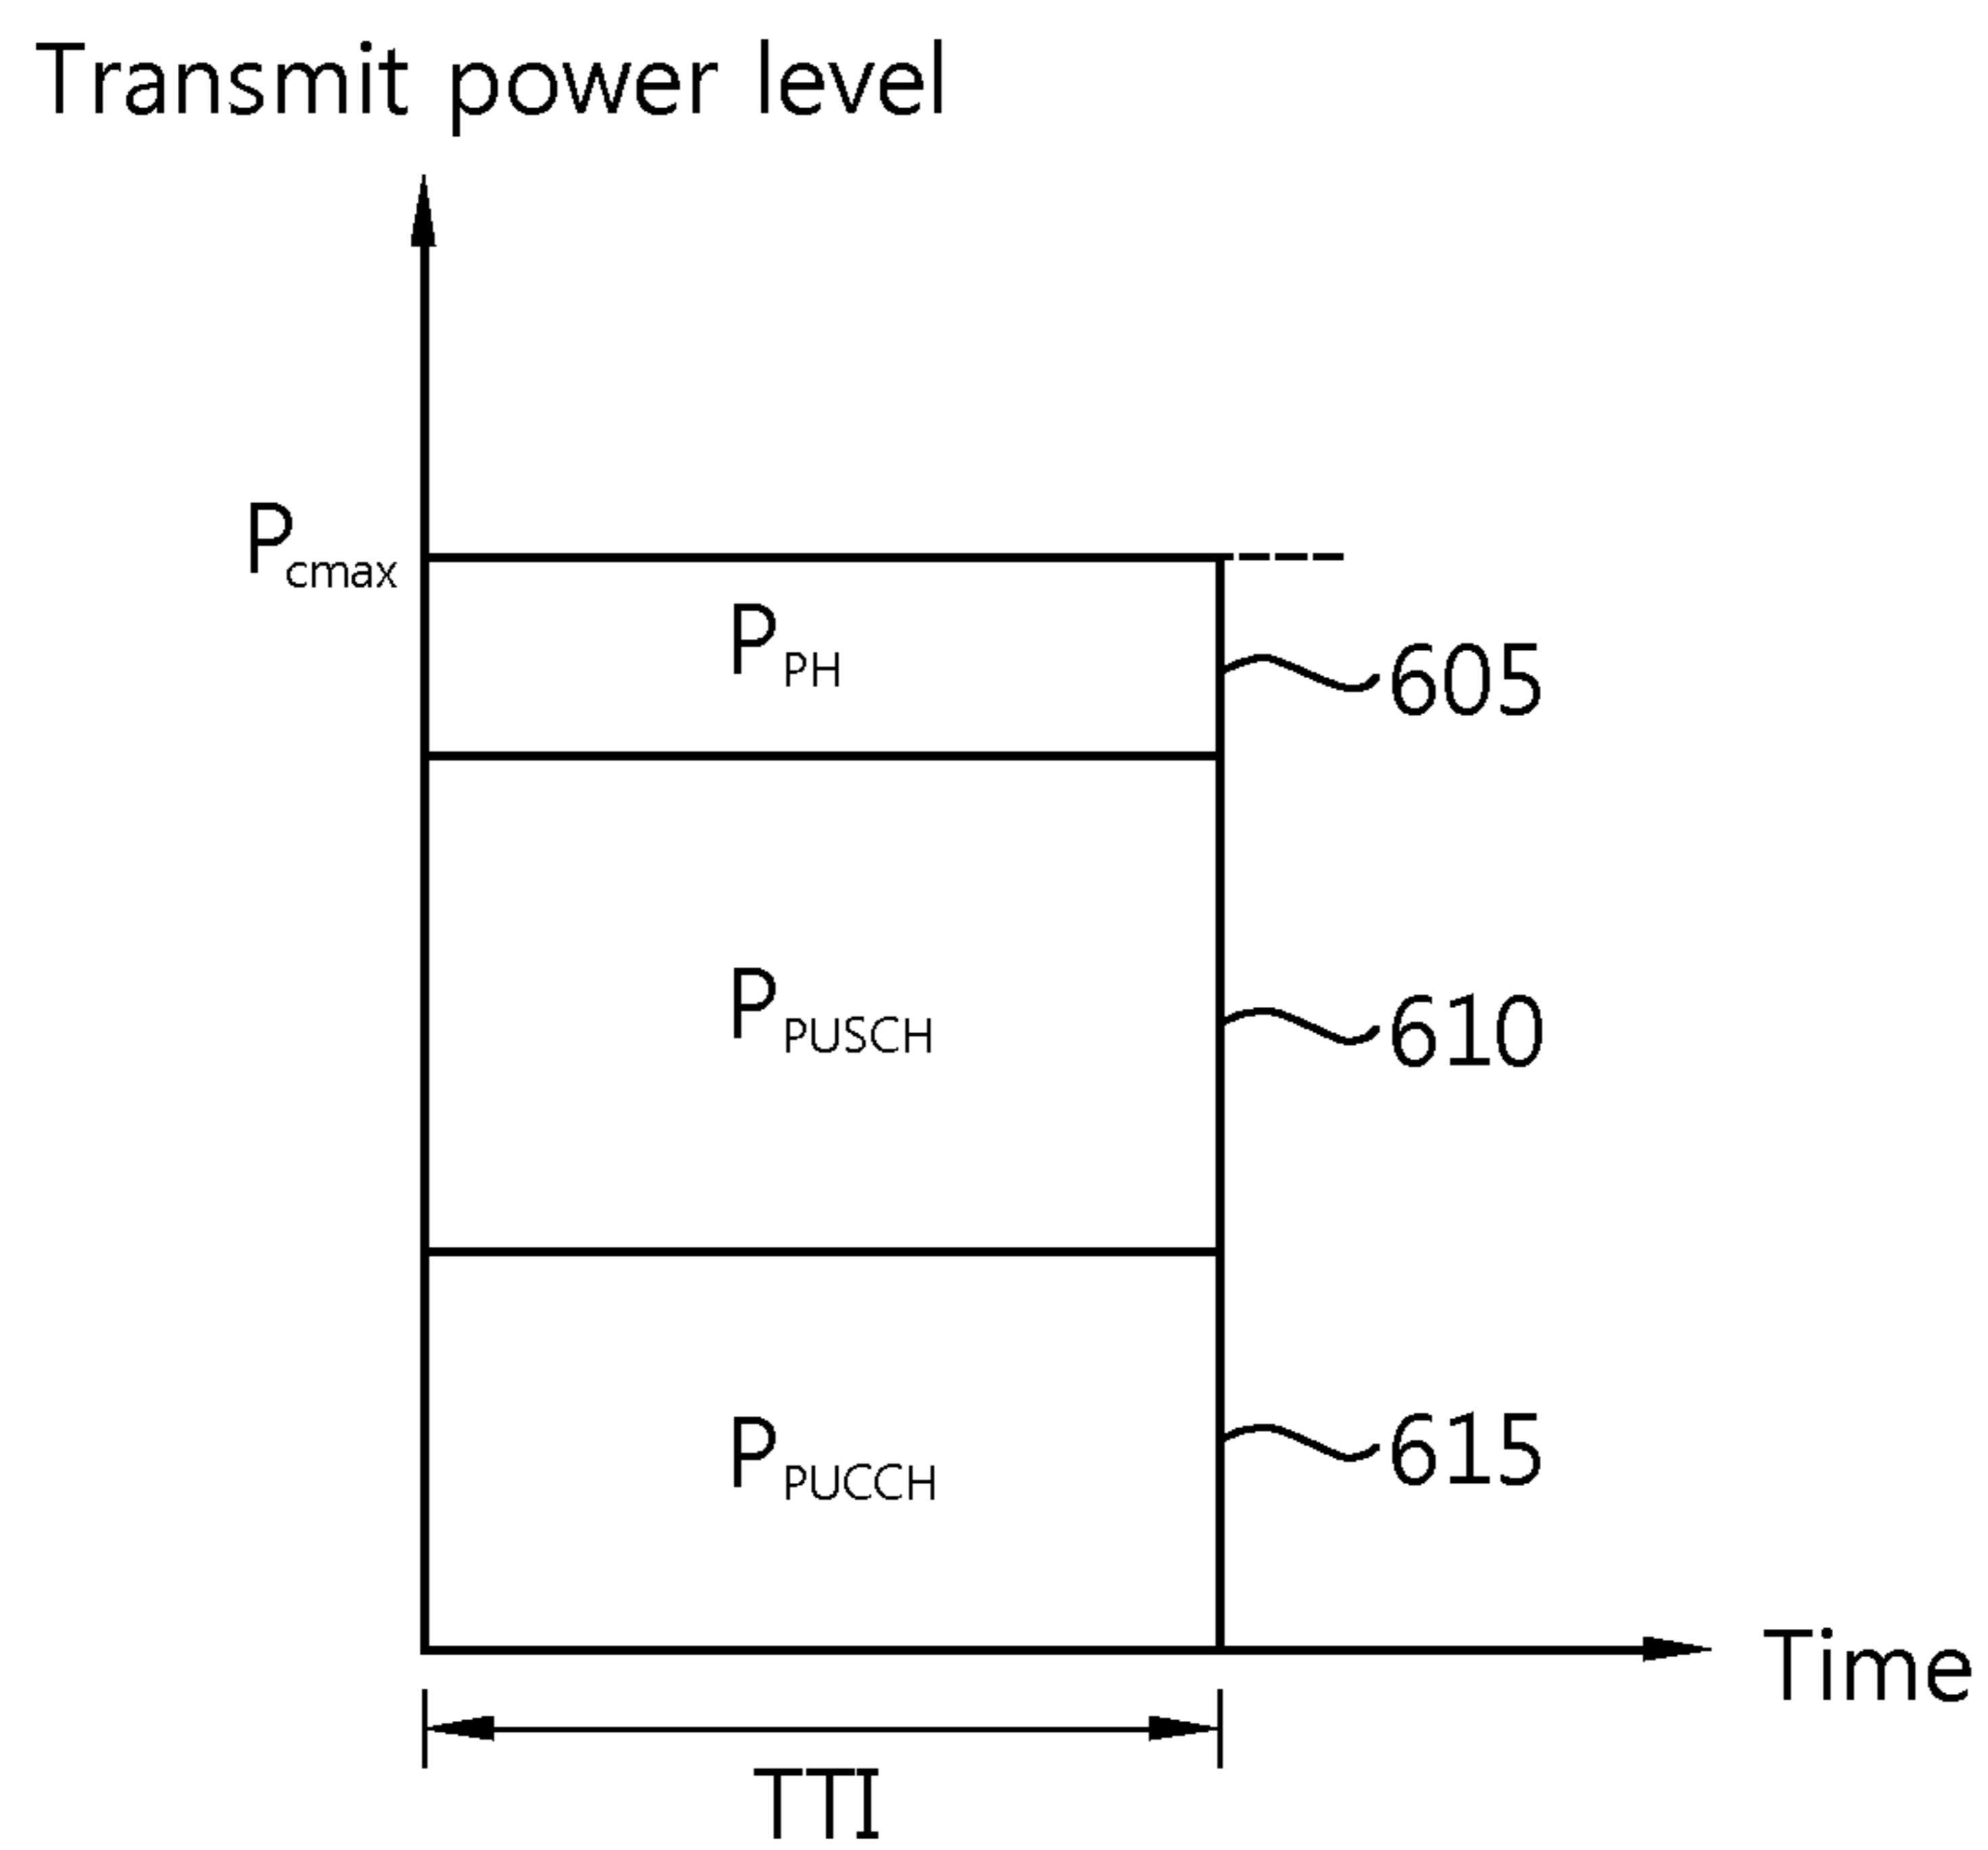 Transmit power level
Pcmax
PPH
605
PPUSCH
610
PPUCCH
615
Time
TTI